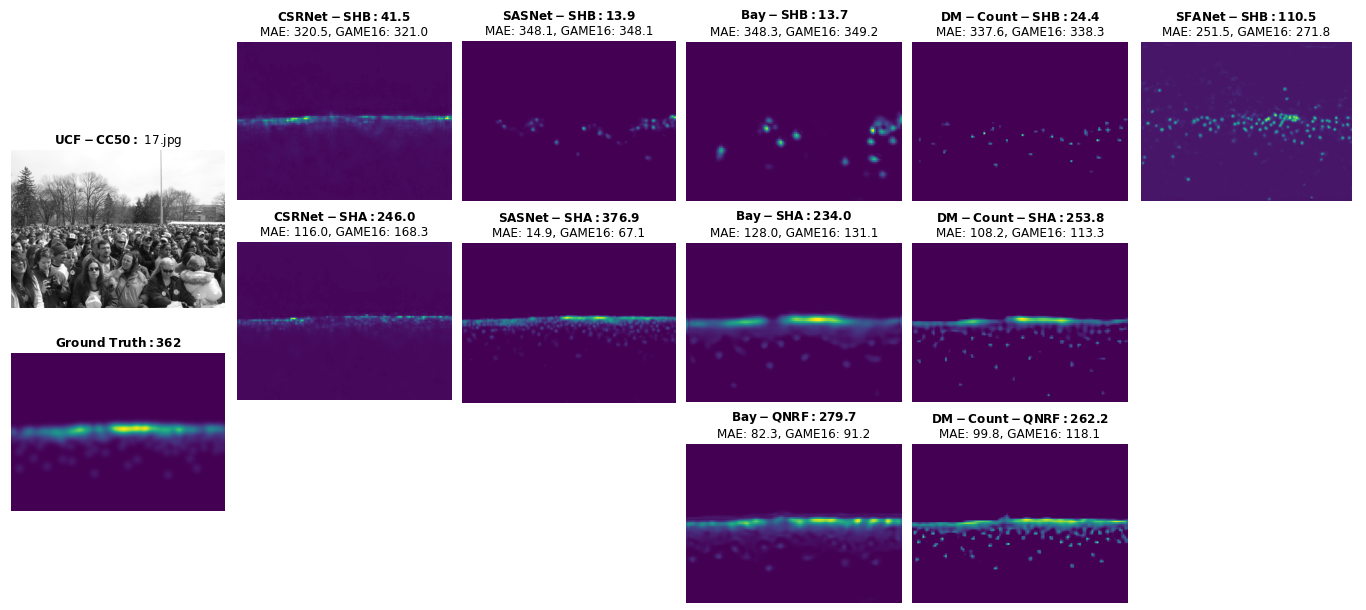 UCF − CC50 : 17.jpg
Ground Truth : 362
CSRNet − SHB : 41.5
MAE: 320.5, GAME16: 321.0
SASNet − SHB : 13.9
MAE: 348.1, GAME16: 348.1
Bay − SHB : 13.7
MAE: 348.3, GAME16: 349.2
DM − Count − SHB : 24.4
MAE: 337.6, GAME16: 338.3
SFANet − SHB : 110.5
MAE: 251.5, GAME16: 271.8
CSRNet − SHA : 246.0
MAE: 116.0, GAME16: 168.3
SASNet − SHA : 376.9
MAE: 14.9, GAME16: 67.1
Bay − SHA : 234.0
MAE: 128.0, GAME16: 131.1
DM − Count − SHA : 253.8
MAE: 108.2, GAME16: 113.3
Bay − QNRF : 279.7
MAE: 82.3, GAME16: 91.2
DM − Count − QNRF : 262.2
MAE: 99.8, GAME16: 118.1